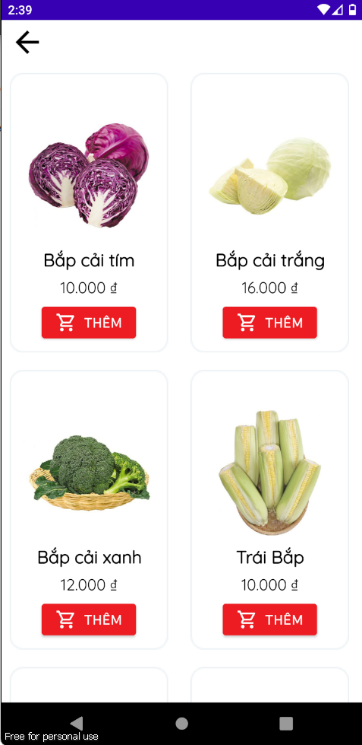 2:39
Bắp cải tím
10.000 ₫
THÊM
Bắp cải trắng
16.000 ₫
THÊM
Bắp cải xanh
12.000 ₫
THÊM
Trái Bắp
10.000 ₫
THÊM
Free for personal use